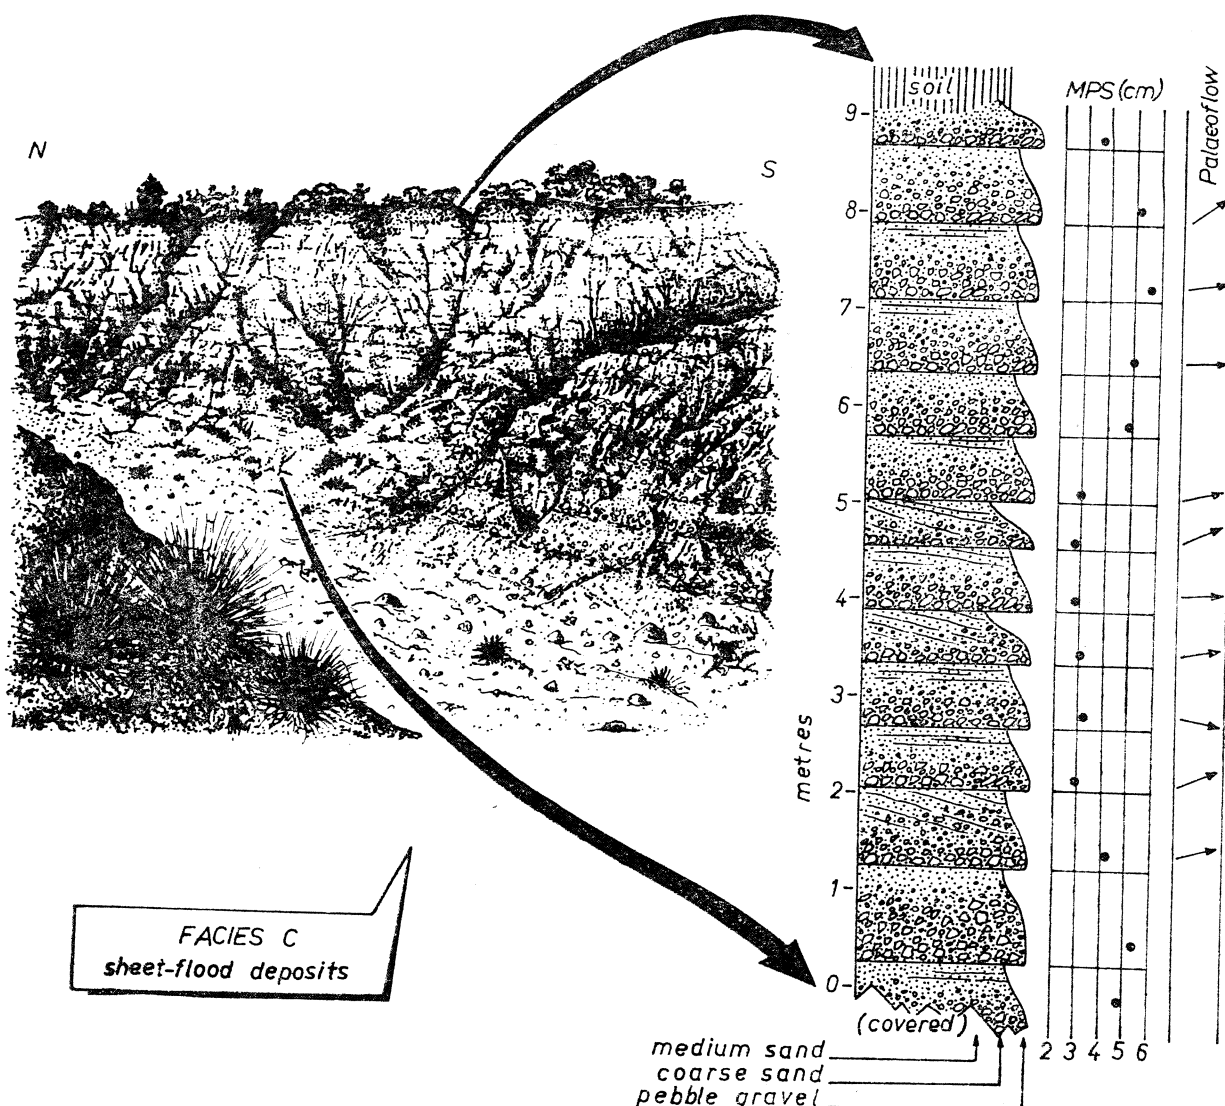 N
S
soil
MPS (cm)
Palaeoflow
9
8
7
6
5
4
3
2
1
0
metres
FACIES C
sheet-flood deposits
(covered)
medium sand
coarse sand
pebble gravel
2 3 4 5 6